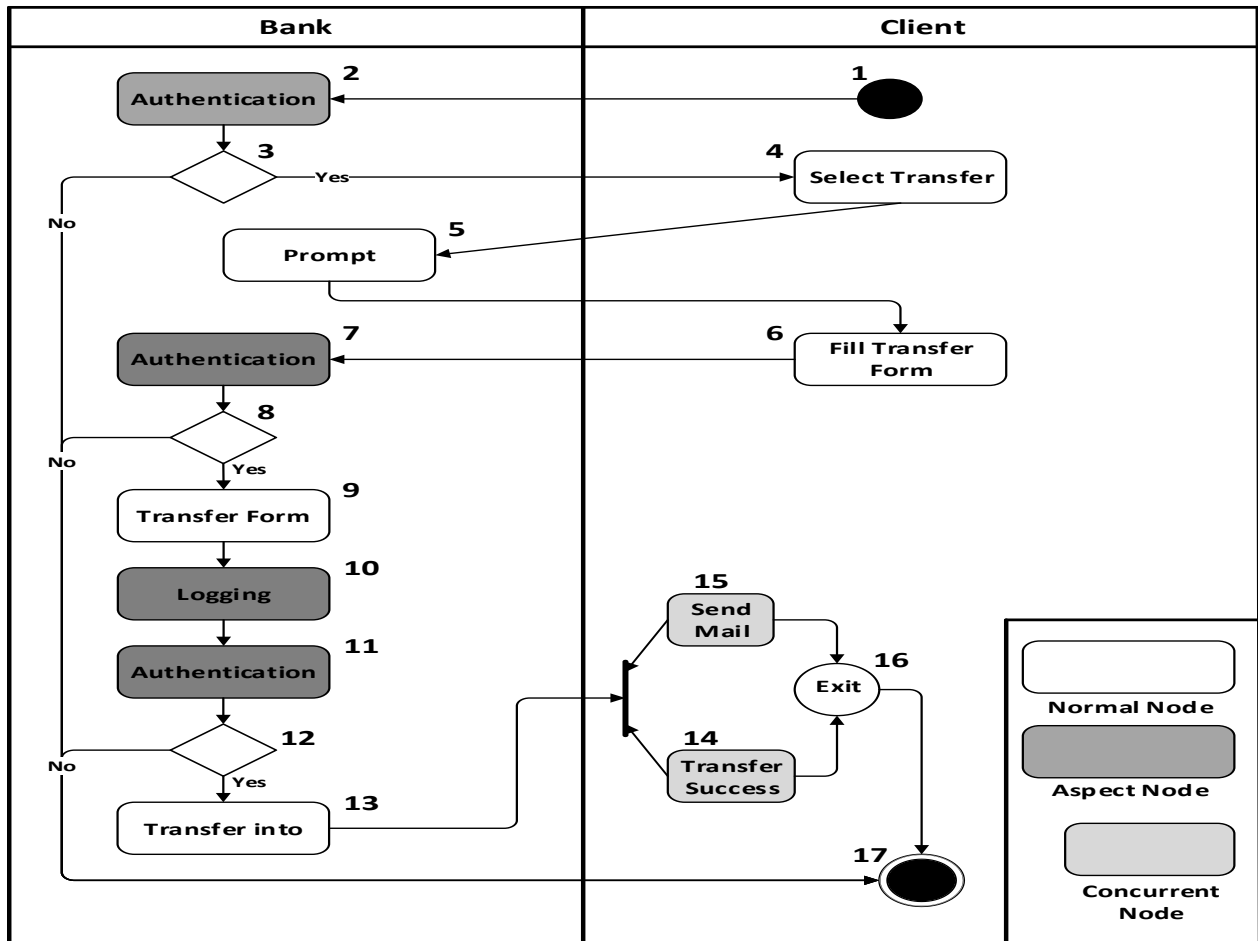 Bank
Client
2
1
Authentication
3
4
Yes
Select Transfer
No
5
Prompt
7
6
Authentication
Fill Transfer
Form
8
No
Yes
9
Transfer Form
10
Logging
15
Send
Mail
11
Authentication
16
Exit
12
14
No
Yes
Transfer
Success
13
Transfer into
17
Normal Node
Aspect Node
Concurrent
Node